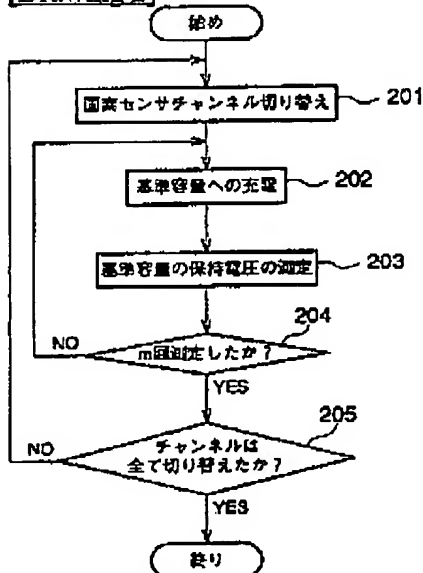 始め
センサチャンネル切り替え
201
基準容量への充電
202
基準容量の保持電圧の測定
203
204
m回測定したか?
NO
YES
205
チャンネルは
全て切り替えたか?
NO
YES
終り